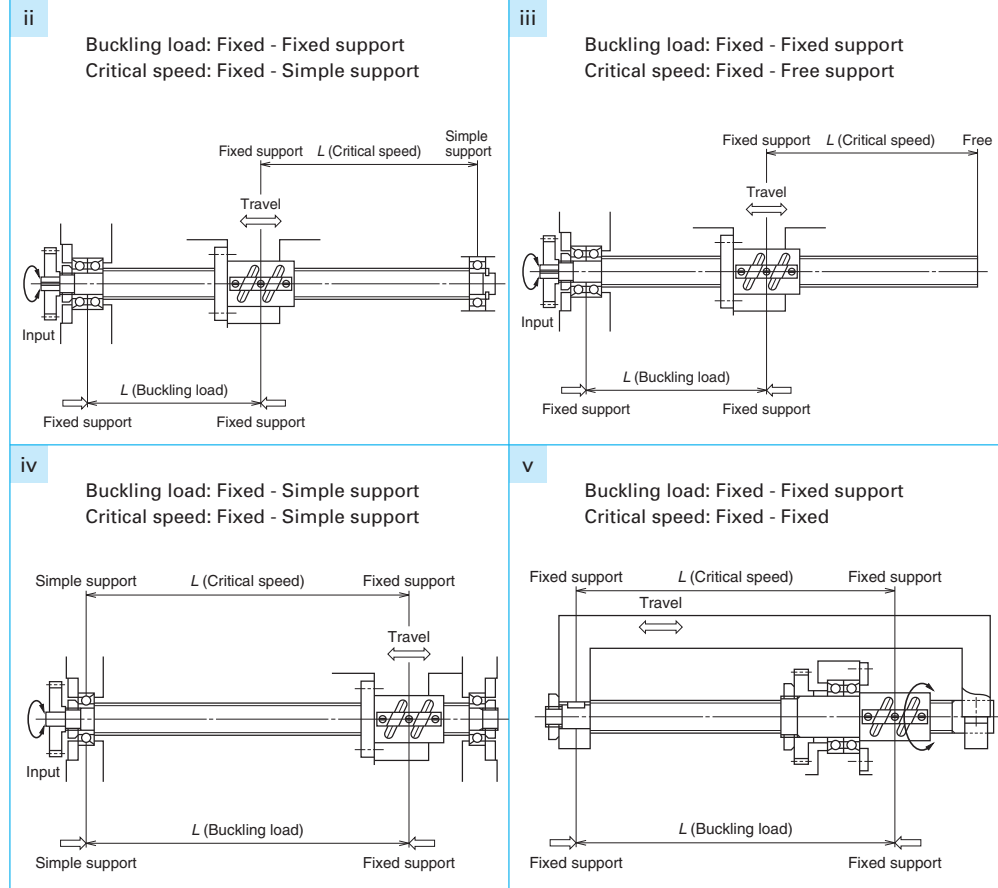 ii
Buckling load: Fixed - Fixed support
Critical speed: Fixed - Simple support
Simple
support
Fixed support
L (Critical speed)
Travel
Input
L (Buckling load)
Fixed support
Fixed support
iii
Buckling load: Fixed - Fixed support
Critical speed: Fixed - Free support
Fixed support
L (Critical speed)
Free
Travel
Input
L (Buckling load)
Fixed support
Fixed support
iv
Buckling load: Fixed - Simple support
Critical speed: Fixed - Simple support
Simple support
L (Critical speed)
Fixed support
Travel
Input
L (Buckling load)
Simple support
Fixed support
v
Buckling load: Fixed - Fixed support
Critical speed: Fixed - Fixed
Fixed support
L (Critical speed)
Fixed support
Travel
L (Buckling load)
Fixed support
Fixed support